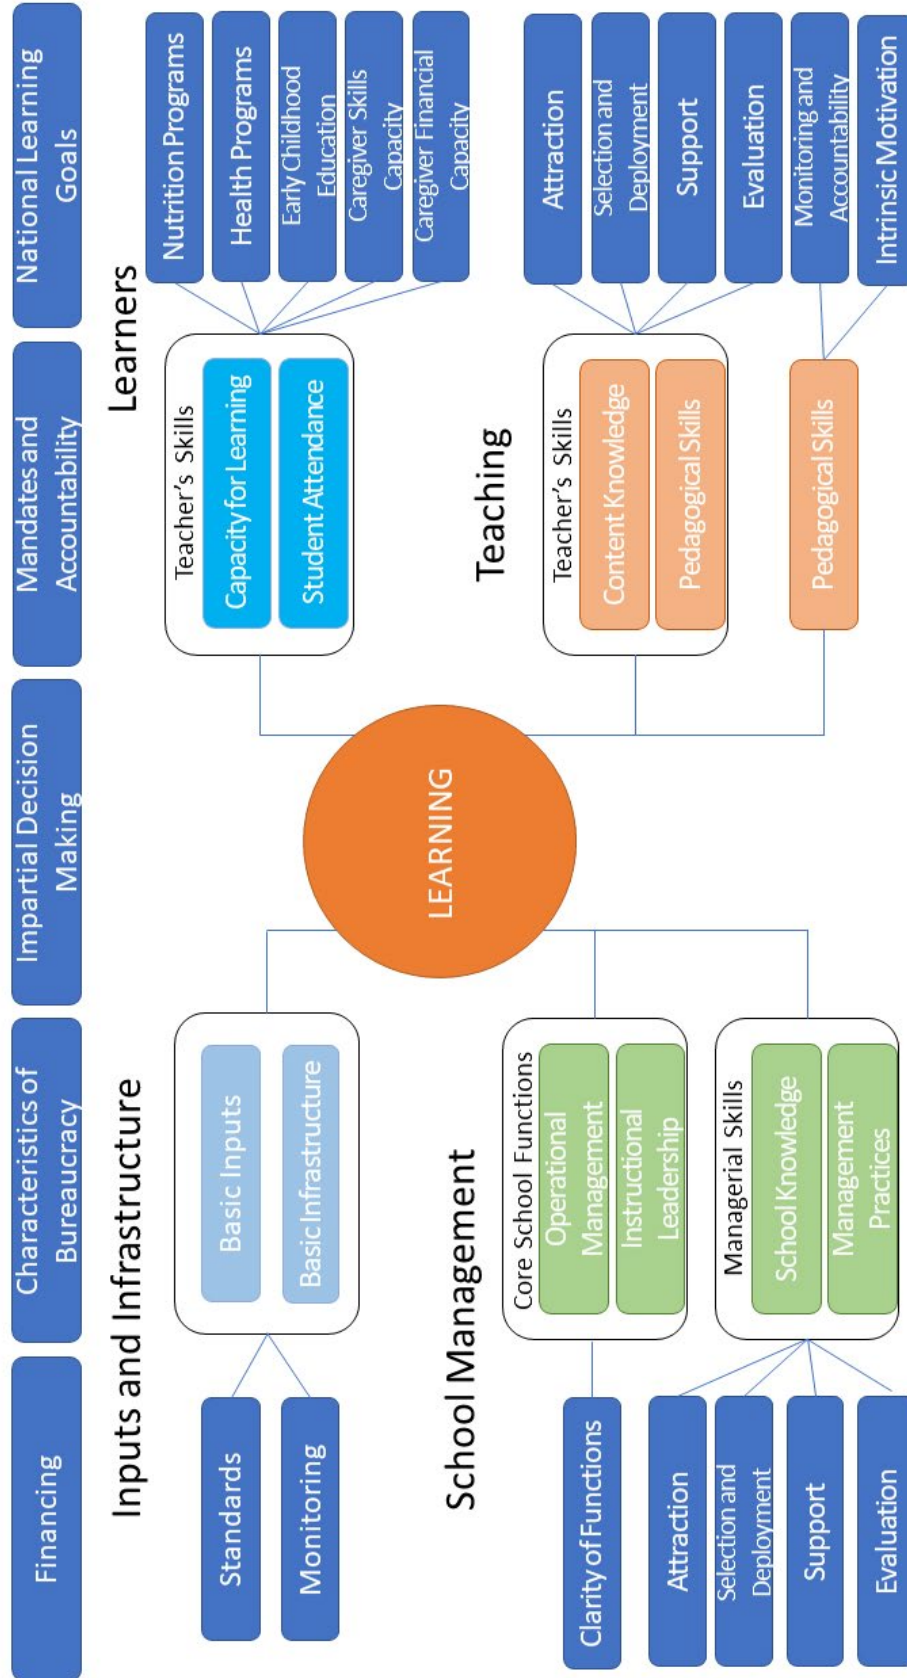 Financing
Characteristics of
Bureaucracy
Impartial Decision
Making
Mandates and
Accountability
National Learning
Goals
Inputs and Infrastructure
Standards
Monitoring
Basic Inputs
Basic Infrastructure
Learners
Teacher's Skills
Capacity for Learning
Student Attendance
Nutrition Programs
Health Programs
Early Childhood
Education
Caregiver Skills
Capacity
Caregiver Financial
Capacity
LEARNING
School Management
Clarity of Functions
Attraction
Selection and
Deployment
Support
Evaluation
Core School Functions
Operational
Management
Instructional
Leadership
Managerial Skills
School Knowledge
Management
Practices
Teaching
Teacher's Skills
Content Knowledge
Pedagogical Skills
Pedagogical Skills
Attraction
Selection and
Deployment
Support
Evaluation
Monitoring and
Accountability
Intrinsic Motivation